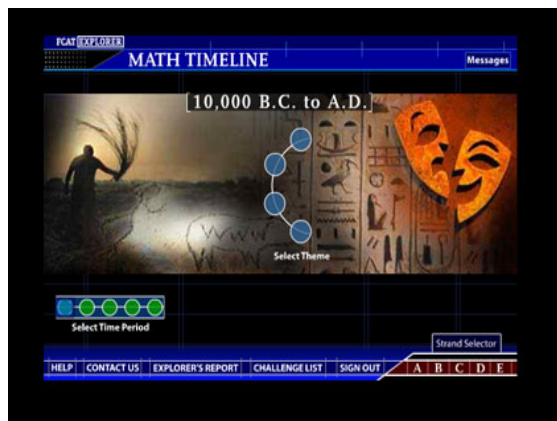 FCAT EXPLORER
MATH TIMELINE
Messages
[10,000 B.C. to A.D.]
Select Theme
Select Time Period
Strand Selector
HELP CONTACT US EXPLORER'S REPORT CHALLENGE LIST SIGN OUT A B C D E